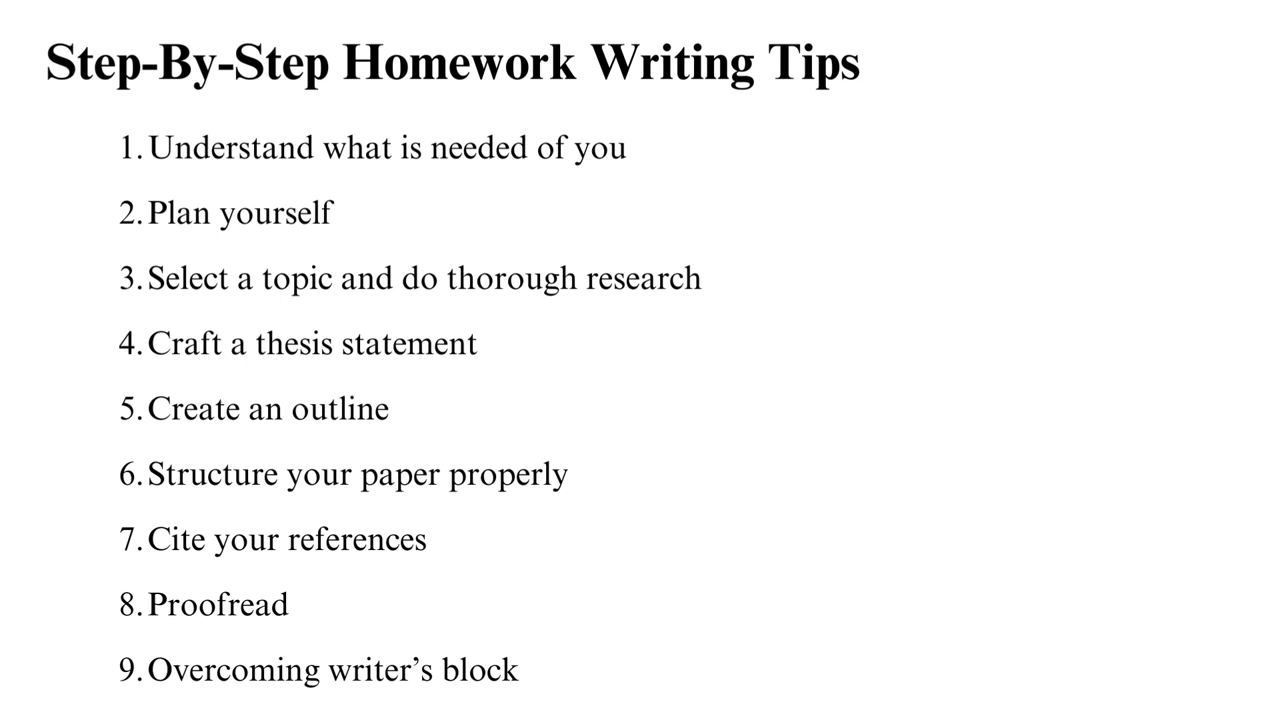 Step-By-Step Homework Writing Tips
1. Understand what is needed of you
2. Plan yourself
3. Select a topic and do thorough research
4. Craft a thesis statement
5. Create an outline
6. Structure your paper properly
7. Cite your references
8. Proofread
9. Overcoming writer’s block